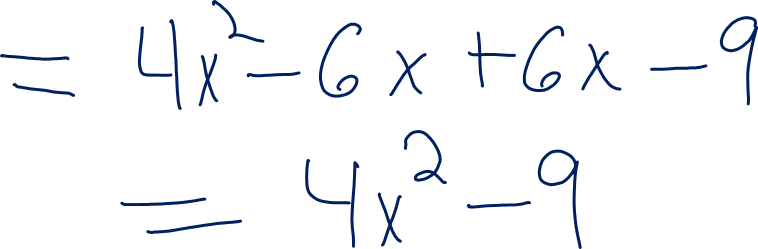 = 4x² - 6x + 6x - 9
= 4x² - 9